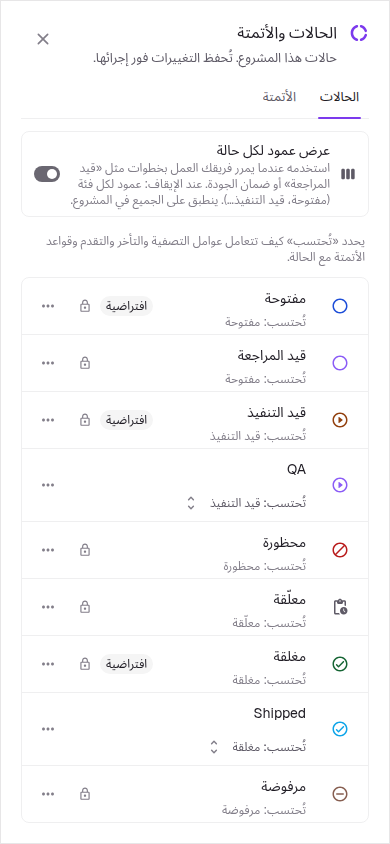 الحالات والأتمتة
حالات هذا المشروع. تُحفظ التغييرات فور إجرائها.
الحالات
الأتمتة
عرض عمود لكل حالة
استخدمه عندما يمرر فريقك العمل بخطوات مثل «قيد
المراجعة» أو ضمان الجودة. عند الإيقاف: عمود لكل فئة
(مفتوحة، قيد التنفيذ...). ينطبق على الجميع في المشروع.
يحدد «تُحتسب» كيف تتعامل عوامل التصفية والتأخر والتقدم وقواعد
الأتمتة مع الحالة.
مفتوحة
افتراضية
تُحتسب: مفتوحة
قيد المراجعة
تُحتسب: مفتوحة
قيد التنفيذ
افتراضية
تُحتسب: قيد التنفيذ
QA
تُحتسب: قيد التنفيذ
محظورة
تُحتسب: محظورة
معلّقة
تُحتسب: معلّقة
مغلقة
افتراضية
تُحتسب: مغلقة
Shipped
تُحتسب: مغلقة
مرفوضة
تُحتسب: مرفوضة